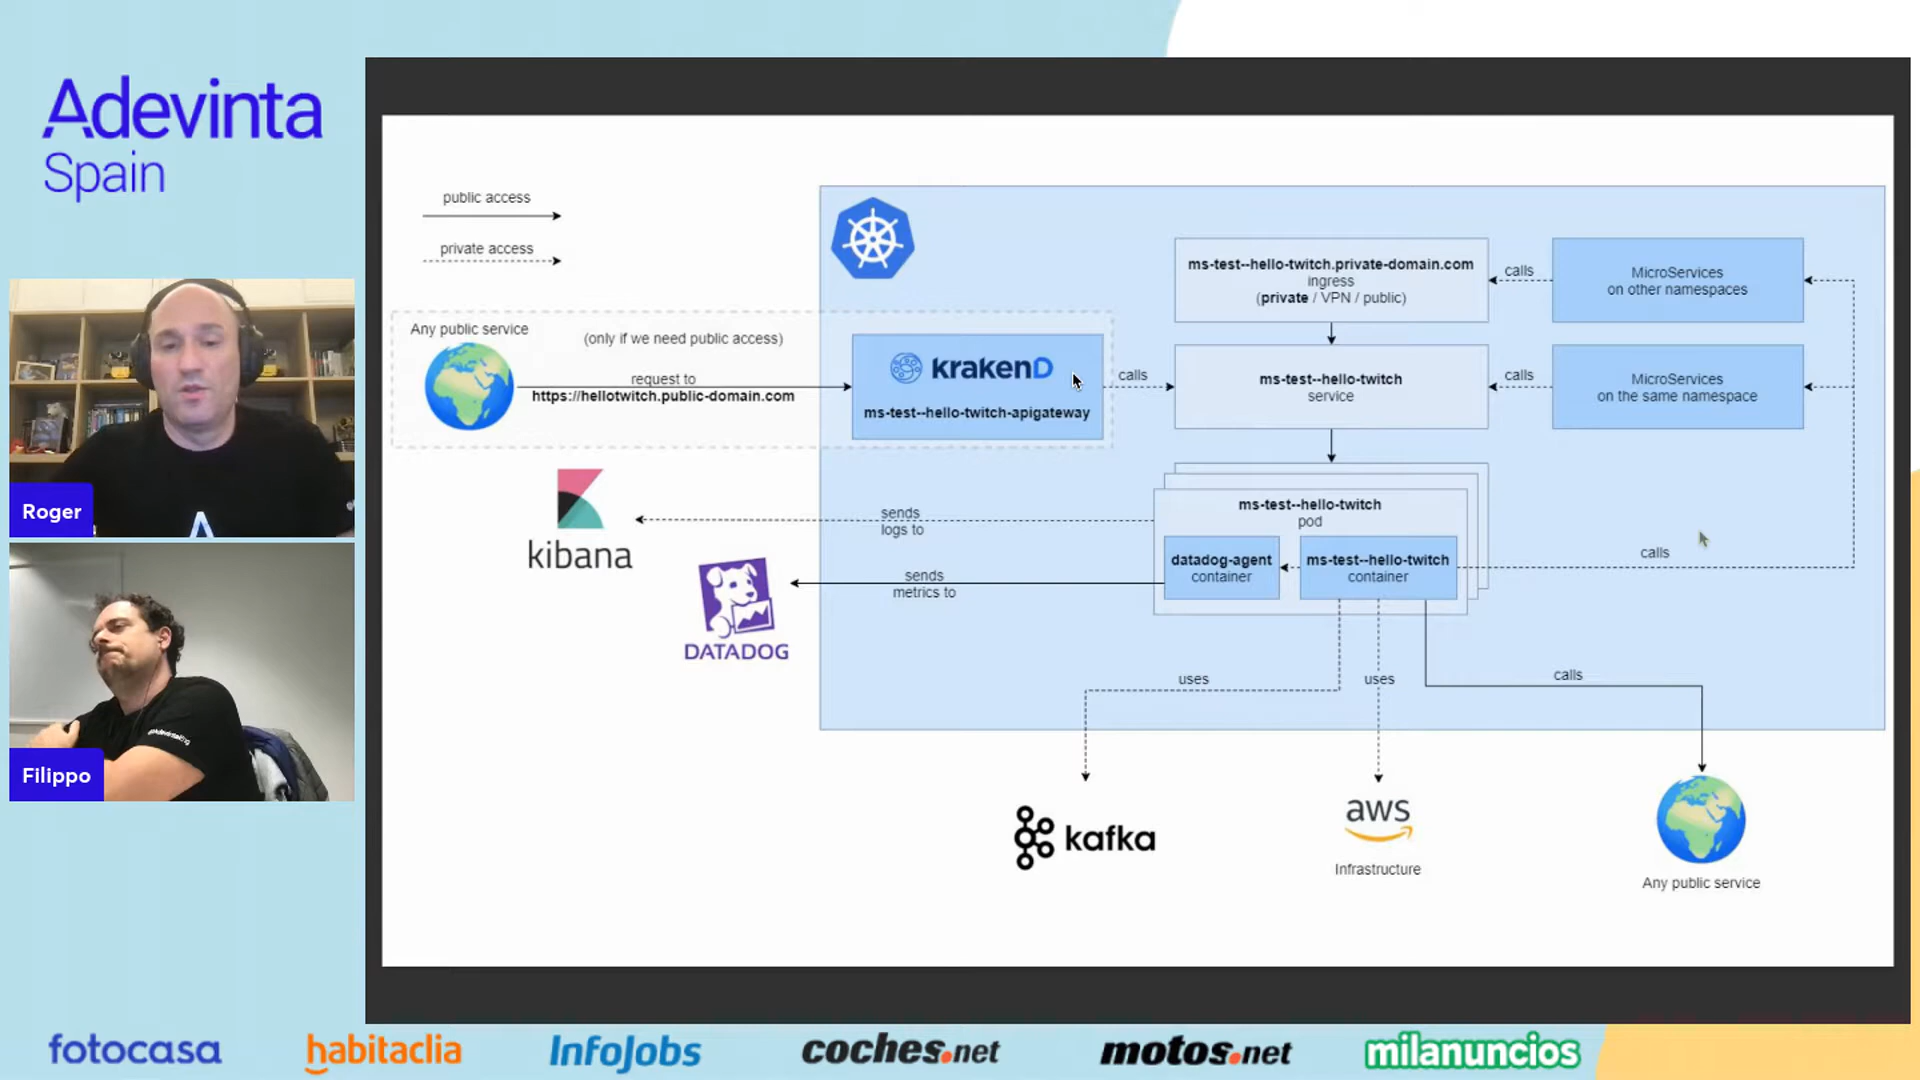 Adevinta
Spain
public access
private access
Any public service
(only if we need public access)
request to
https://hellotwitch.public-domain.com
krakenD
ms-test--hello-twitch-apigateway
calls
ms-test--hello-twitch.private-domain.com
ingress
(private / VPN / public)
calls
MicroServices
on other namespaces
ms-test--hello-twitch
service
calls
MicroServices
on the same namespace
Roger
kibana
sends
logs to
ms-test--hello-twitch
pod
datadog-agent
container
ms-test--hello-twitch
container
calls
sends
metrics to
DATADOG
uses
uses
calls
Filippo
kafka
aws
Infrastructure
Any public service
fotocasa
habitaclia
InfoJobs
coches.net
motos.net
milanuncios